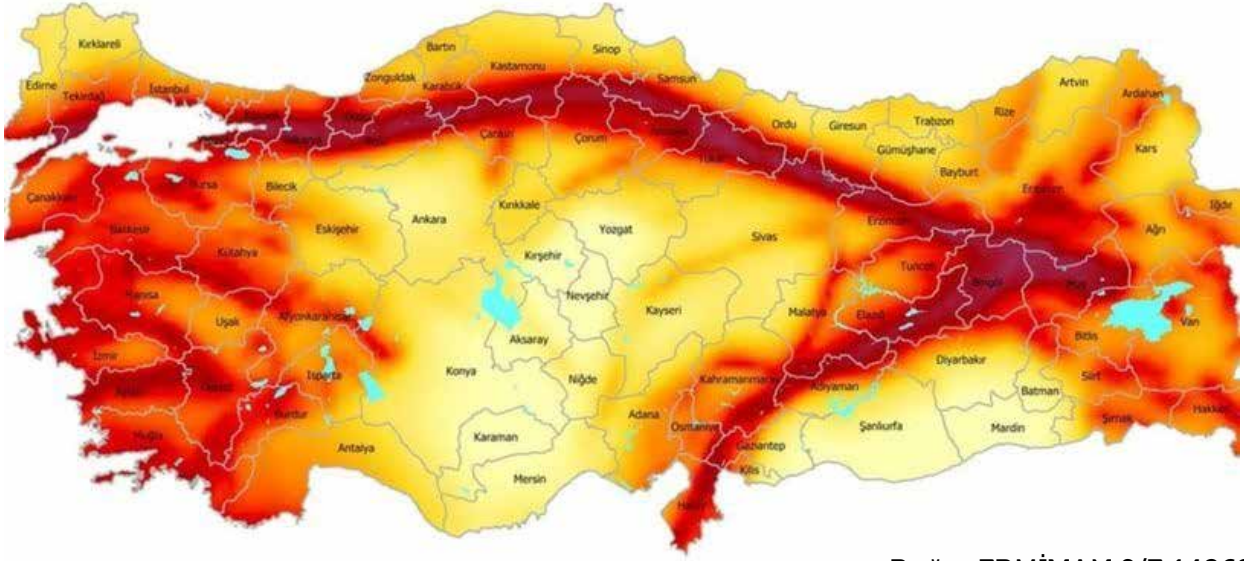 Kırklareli
Edirne
Tekirdağ
İstanbul
Zonguldak
Bartın
Karabük
Kastamonu
Sinop
Samsun
Ordu
Giresun
Trabzon
Rize
Artvin
Ardahan
Kars
Gümüşhane
Bayburt
Erzurum
Iğdır
Ağrı
Çankırı
Çorum
Tokat
Çanakkale
Balıkesir
Bursa
Bilecik
Eskişehir
Ankara
Kırıkkale
Yozgat
Sivas
Erzincan
Tunceli
Bingöl
Muş
Kütahya
Kırşehir
Nevşehir
Kayseri
Malatya
Elazığ
Bitlis
Van
Manisa
Uşak
Afyonkarahisar
Aksaray
Diyarbakır
İzmir
Isparta
Konya
Niğde
Kahramanmaraş
Adıyaman
Batman
Siirt
Aydın
Denizli
Burdur
Muğla
Antalya
Karaman
Mersin
Adana
Osmaniye
Gaziantep
Kilis
Hatay
Şanlıurfa
Mardin
Şırnak
Hakkari